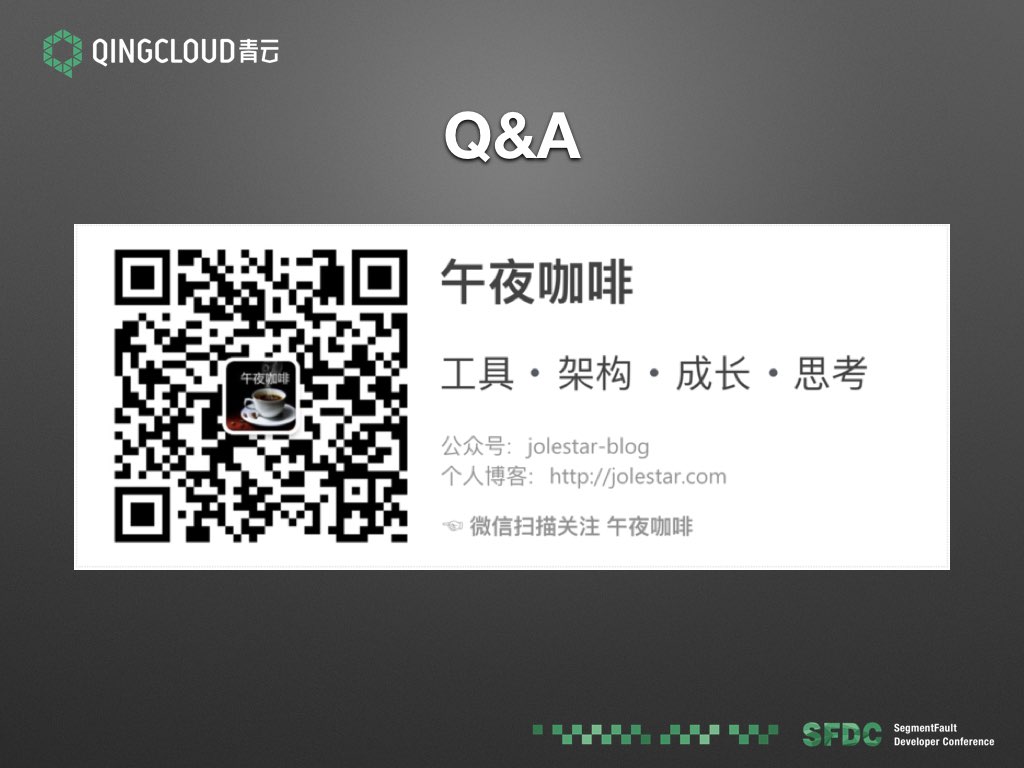 QINGCLOUD青云
Q&A
午夜咖啡
工具・架构・成长・思考
午夜咖啡
公众号：jolestar-blog
个人博客：http://jolestar.com
☜ 微信扫描关注 午夜咖啡
SFDC
SegmentFault
Developer Conference